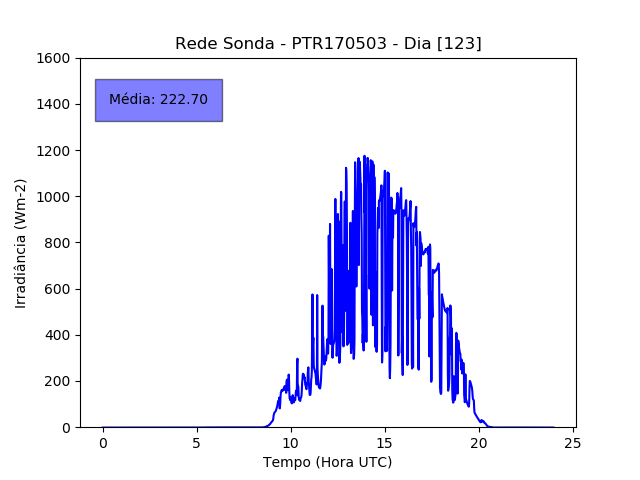 Rede Sonda - PTR170503 - Dia [123]
1600
1400
1200
1000
800
600
400
200
0
Média: 222.70
Irradiância (Wm-2)
0 5 10 15 20 25
Tempo (Hora UTC)